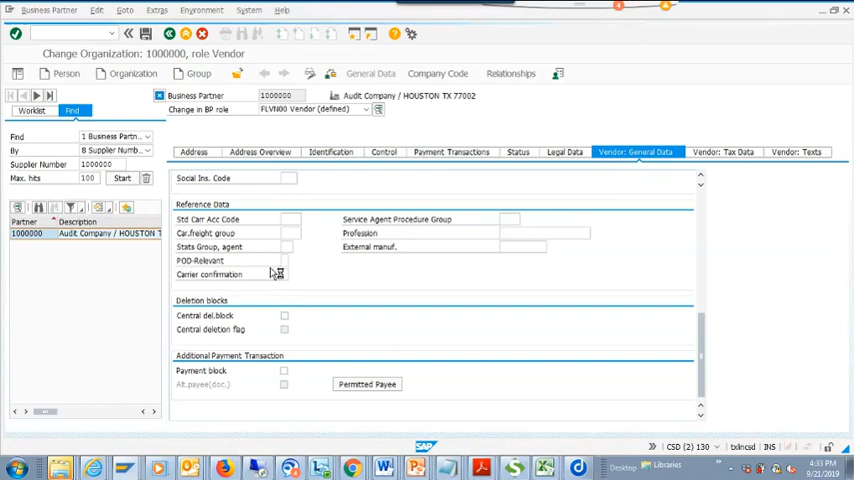 Business Partner Edit Goto Extras Environment System Help
Change Organization: 1000000, role Vendor
Person Organization Group General Data Company Code Relationships
Business Partner 1000000 Audit Company / HOUSTON TX 77002
Worklist Find Change in BP role FLVN00 Vendor (defined)
Find 1 Business Partn..
By 8 Supplier Numb...
Supplier Number 1000000
Max. hits 100 Start
Partner Description
1000000 Audit Company / HOUSTON T
Address Address Overview Identification Control Payment Transactions Status Legal Data Vendor: General Data Vendor: Tax Data Vendor: Texts
Social Ins. Code
Reference Data
Std Carr Acc Code Service Agent Procedure Group
Car.freight group Profession
Stats Group, agent External manuf.
POD-Relevant
Carrier confirmation
Deletion blocks
Central del.block
Central deletion flag
Additional Payment Transaction
Payment block
Alt.payee(doc.) Permitted Payee
SAP CSD (2) 130 txlncsd INS
Desktop Libraries 4:33 PM
9/21/2019